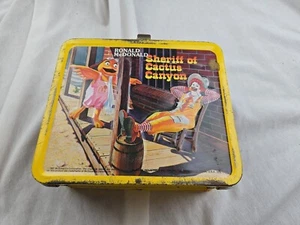 RONALD
McDONALD
Sheriff of
Cactus
Canyon